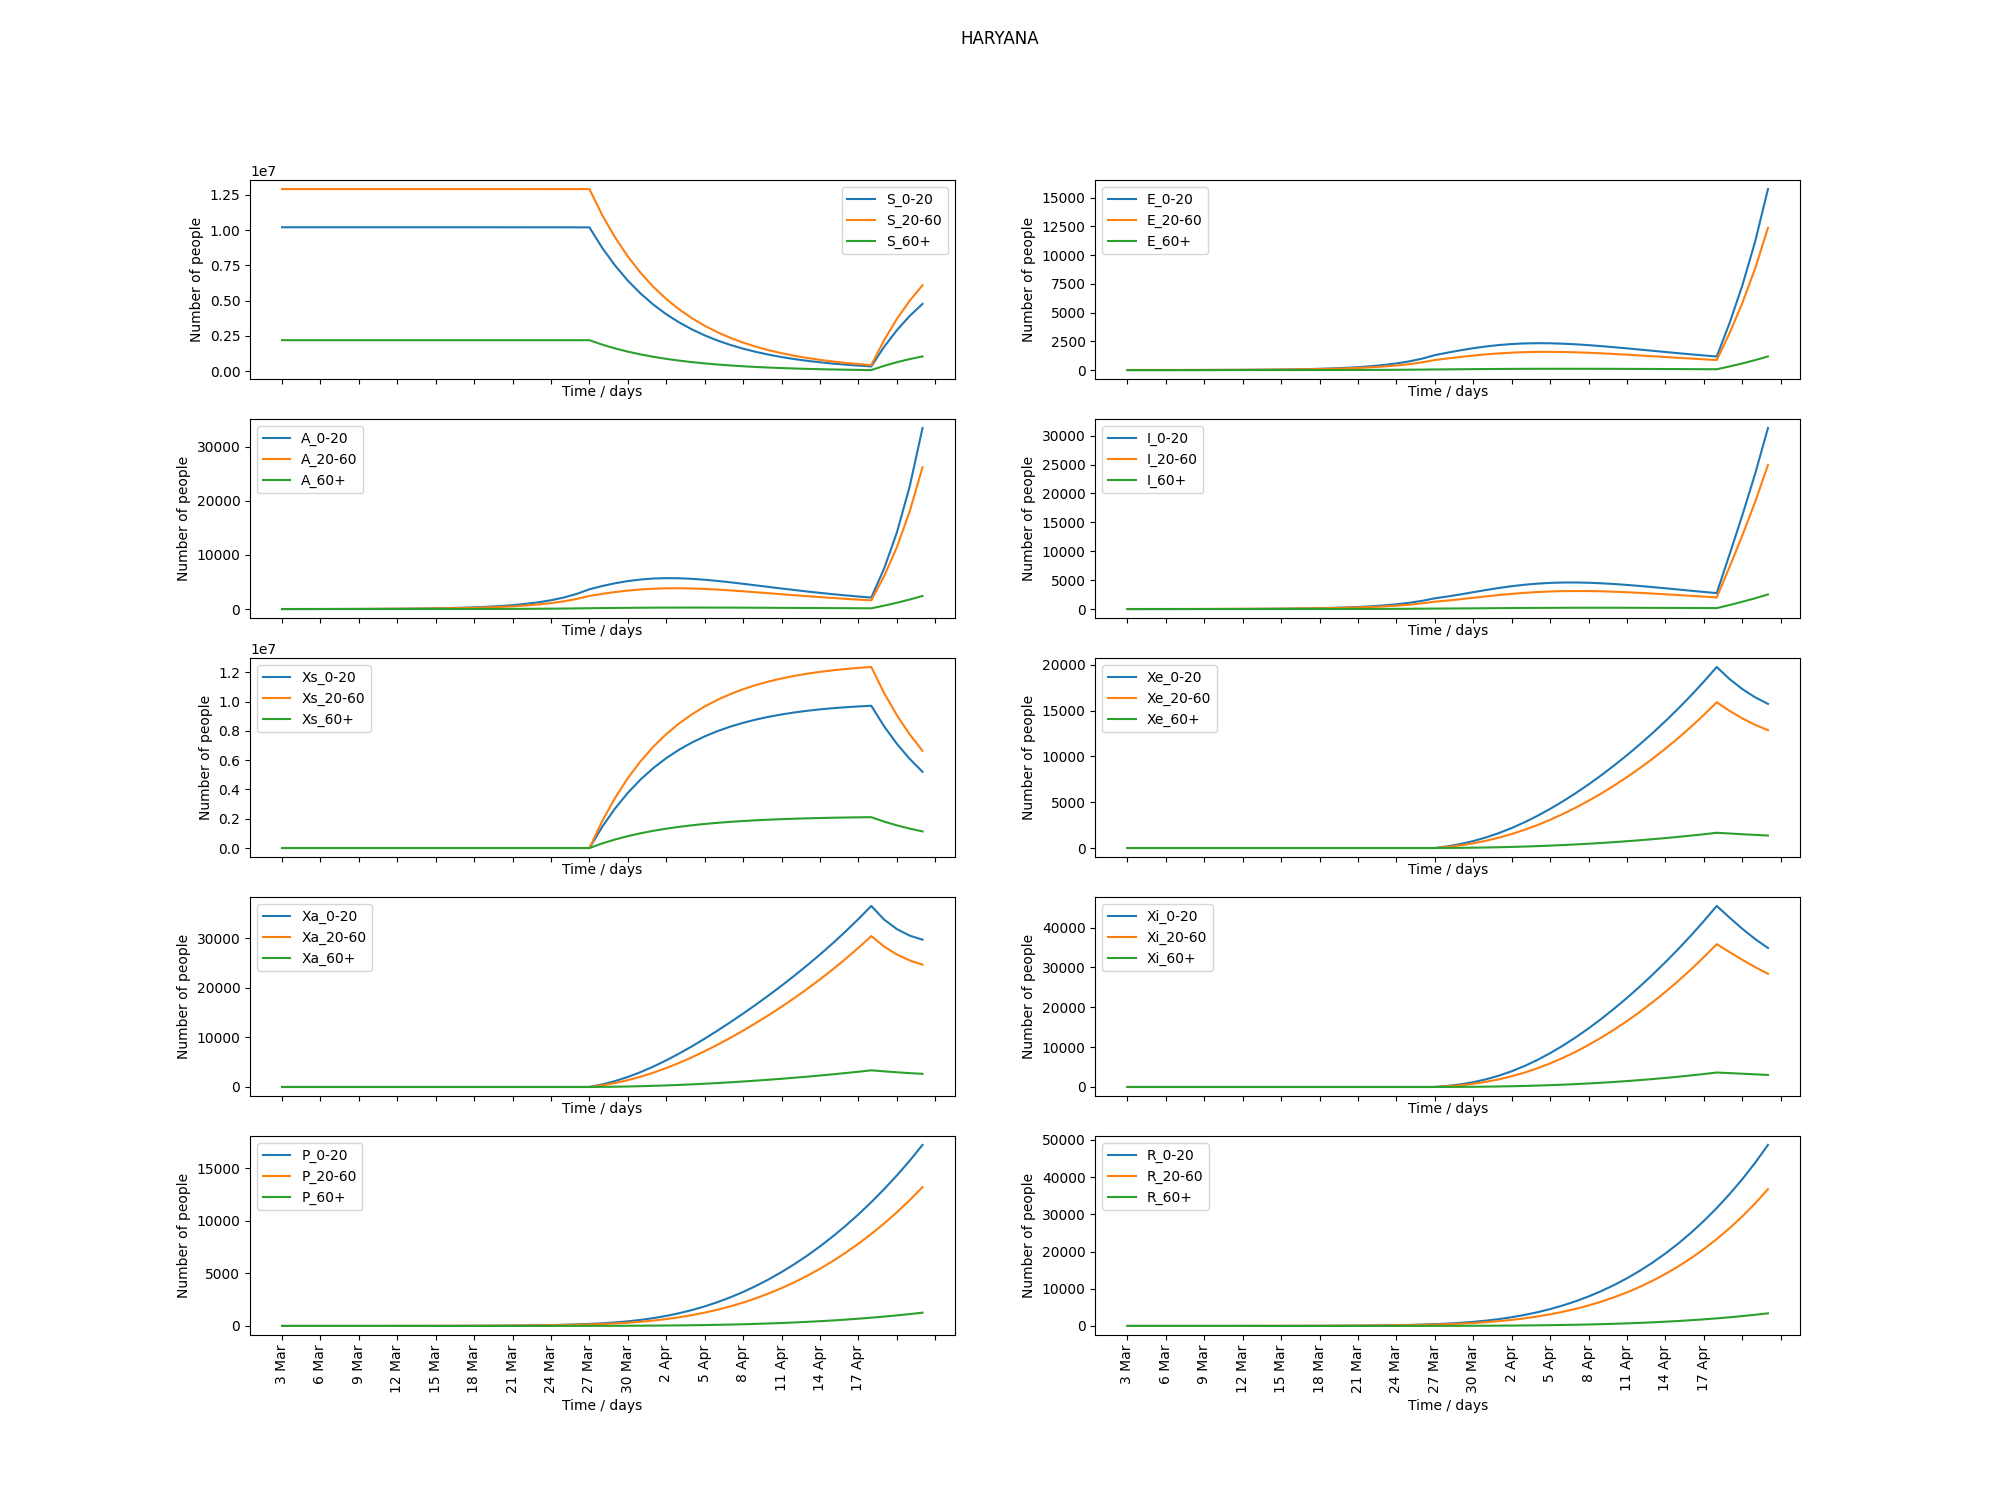 HARYANA
1e7
1.25
1.00
0.75
0.50
0.25
0.00
Number of people
S_0-20
S_20-60
S_60+
Time / days
15000
12500
10000
7500
5000
2500
0
Number of people
E_0-20
E_20-60
E_60+
Time / days
30000
20000
10000
0
Number of people
A_0-20
A_20-60
A_60+
Time / days
30000
25000
20000
15000
10000
5000
0
Number of people
I_0-20
I_20-60
I_60+
Time / days
1e7
1.2
1.0
0.8
0.6
0.4
0.2
0.0
Number of people
Xs_0-20
Xs_20-60
Xs_60+
Time / days
20000
15000
10000
5000
0
Number of people
Xe_0-20
Xe_20-60
Xe_60+
Time / days
30000
20000
10000
0
Number of people
Xa_0-20
Xa_20-60
Xa_60+
Time / days
40000
30000
20000
10000
0
Number of people
Xi_0-20
Xi_20-60
Xi_60+
Time / days
15000
10000
5000
0
Number of people
P_0-20
P_20-60
P_60+
3 Mar
6 Mar
9 Mar
12 Mar
15 Mar
18 Mar
21 Mar
24 Mar
27 Mar
30 Mar
2 Apr
5 Apr
8 Apr
11 Apr
14 Apr
17 Apr
Time / days
50000
40000
30000
20000
10000
0
Number of people
R_0-20
R_20-60
R_60+
3 Mar
6 Mar
9 Mar
12 Mar
15 Mar
18 Mar
21 Mar
24 Mar
27 Mar
30 Mar
2 Apr
5 Apr
8 Apr
11 Apr
14 Apr
17 Apr
Time / days